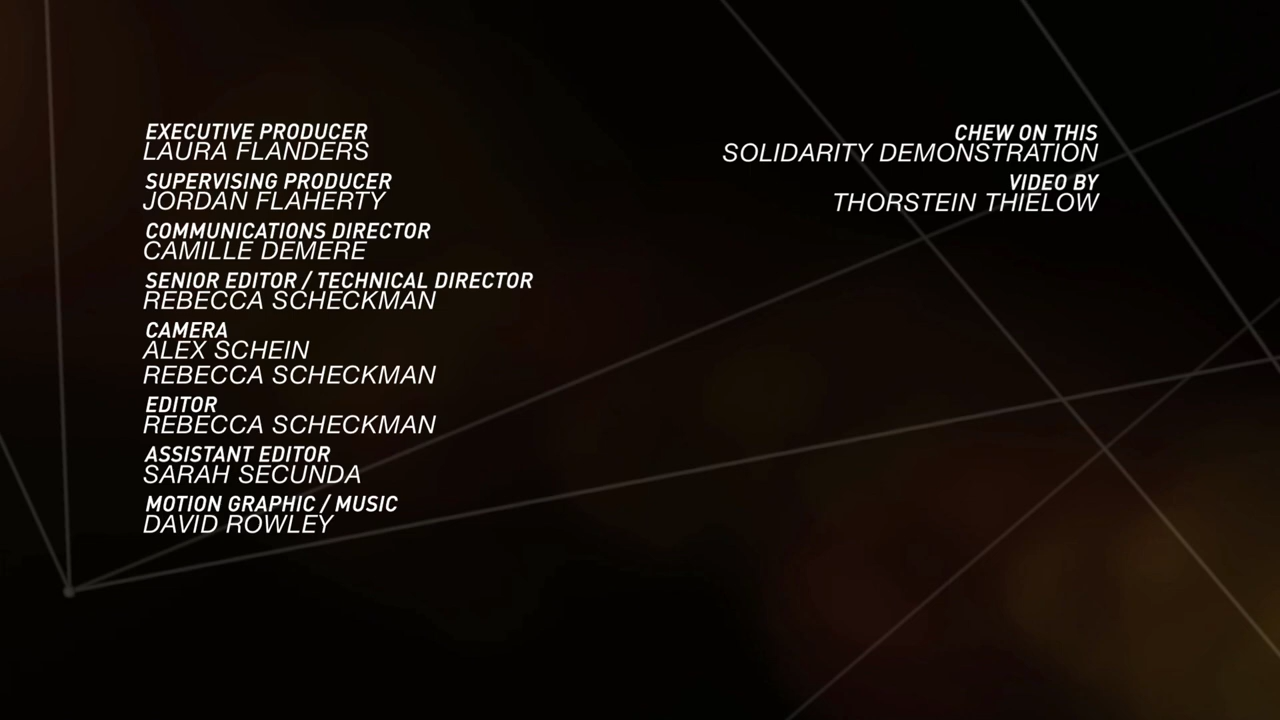 EXECUTIVE PRODUCER
LAURA FLANDERS
SUPERVISING PRODUCER
JORDAN FLAHERTY
COMMUNICATIONS DIRECTOR
CAMILLE DEMERE
SENIOR EDITOR / TECHNICAL DIRECTOR
REBECCA SCHECKMAN
CAMERA
ALEX SCHEIN
REBECCA SCHECKMAN
EDITOR
REBECCA SCHECKMAN
ASSISTANT EDITOR
SARAH SECUNDA
MOTION GRAPHIC / MUSIC
DAVID ROWLEY
CHEW ON THIS
SOLIDARITY DEMONSTRATION
VIDEO BY
THORSTEIN THIELOW